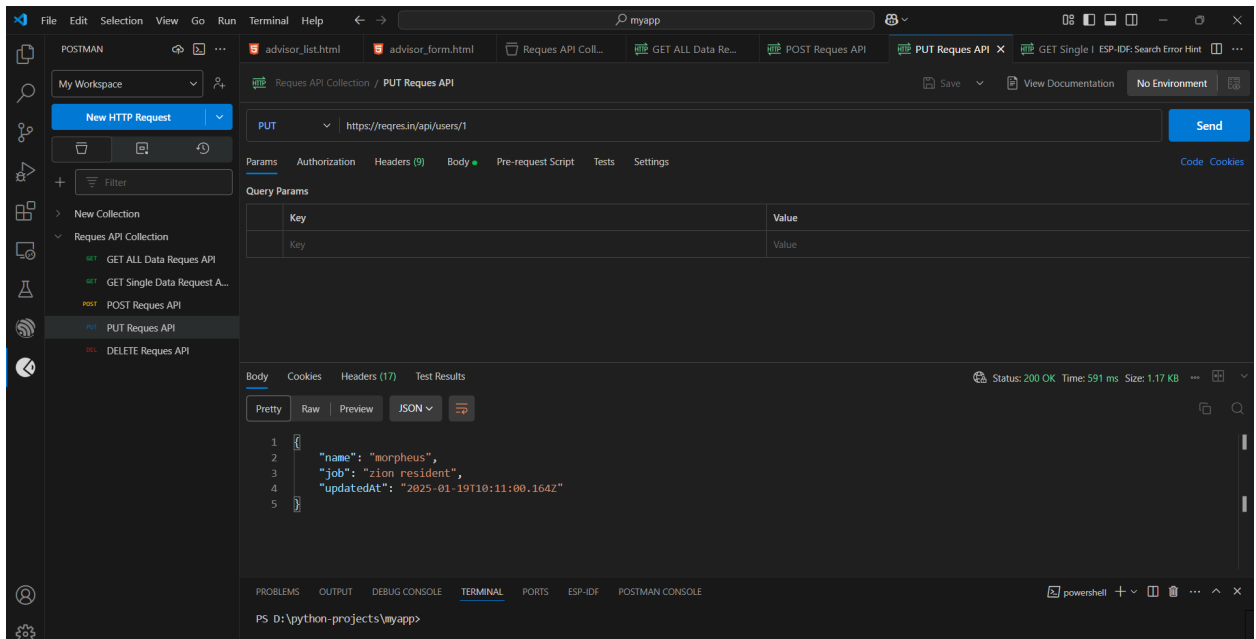 File Edit Selection View Go Run Terminal Help
myapp
POSTMAN
advisor_list.html
advisor_form.html
Reques API Coll...
HTTP GET ALL Data Re...
HTTP POST Reques API
HTTP PUT Reques API
HTTP GET Single I
ESP-IDF: Search Error Hint
My Workspace
HTTP Reques API Collection / PUT Reques API
Save
View Documentation
No Environment
New HTTP Request
PUT
https://reqres.in/api/users/1
Send
Params Authorization Headers (9) Body Pre-request Script Tests Settings
Code Cookies
Filter
Query Params
New Collection
Key Value
Reques API Collection
Key Value
GET GET ALL Data Reques API
GET GET Single Data Request A...
POST POST Reques API
PUT PUT Reques API
DEL DELETE Reques API
Body Cookies Headers (17) Test Results
Status: 200 OK Time: 591 ms Size: 1.17 KB
Pretty Raw Preview JSON
1 {
2 "name": "morpheus",
3 "job": "zion resident",
4 "updatedAt": "2025-01-19T10:11:00.164Z"
5 }
PROBLEMS OUTPUT DEBUG CONSOLE TERMINAL PORTS ESP-IDF POSTMAN CONSOLE
powershell
PS D:\python-projects\myapp>